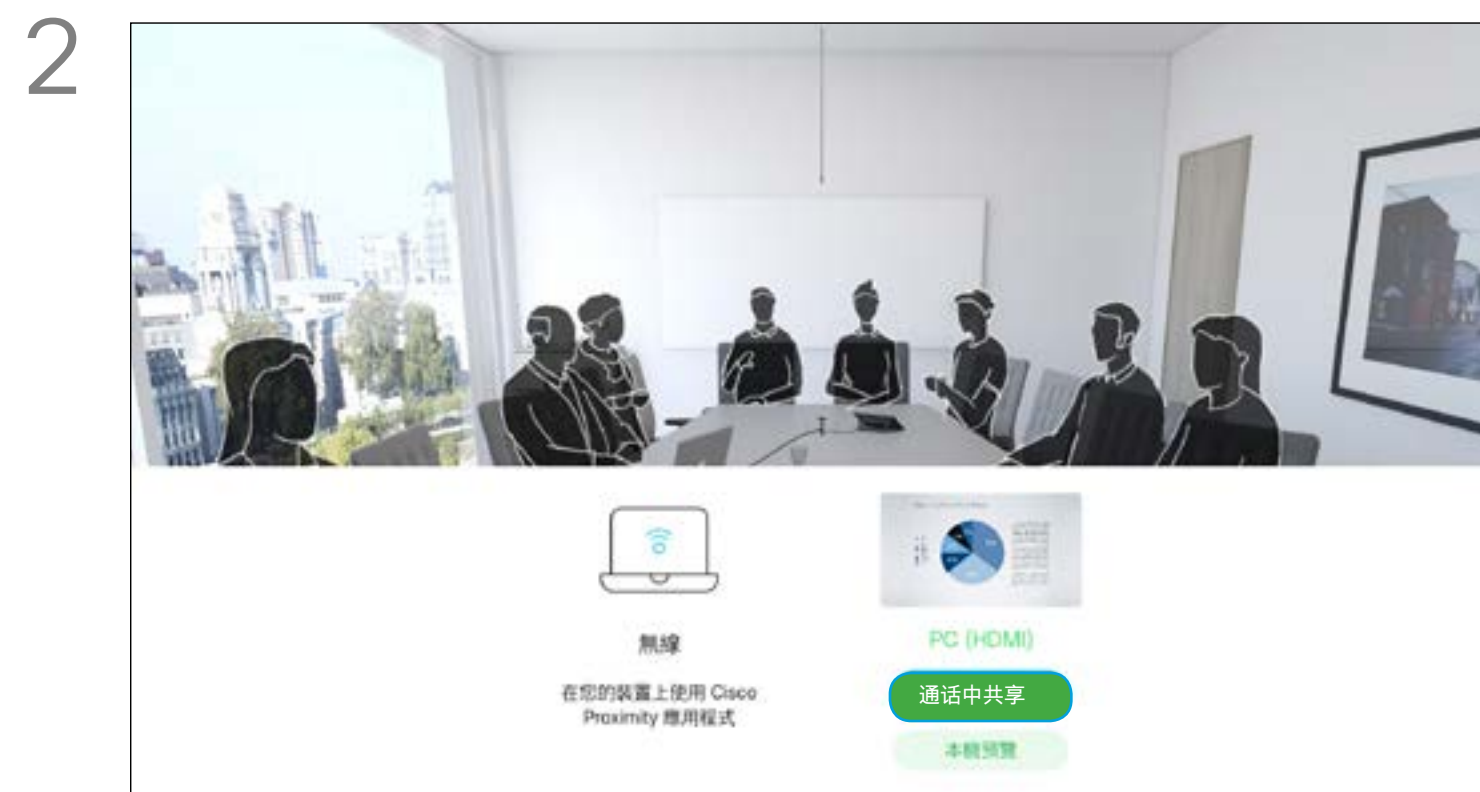 2
無線
在您的裝置上使用 Cisco
Proximity 應用程式
PC (HDMI)
通话中共享
本機預覽